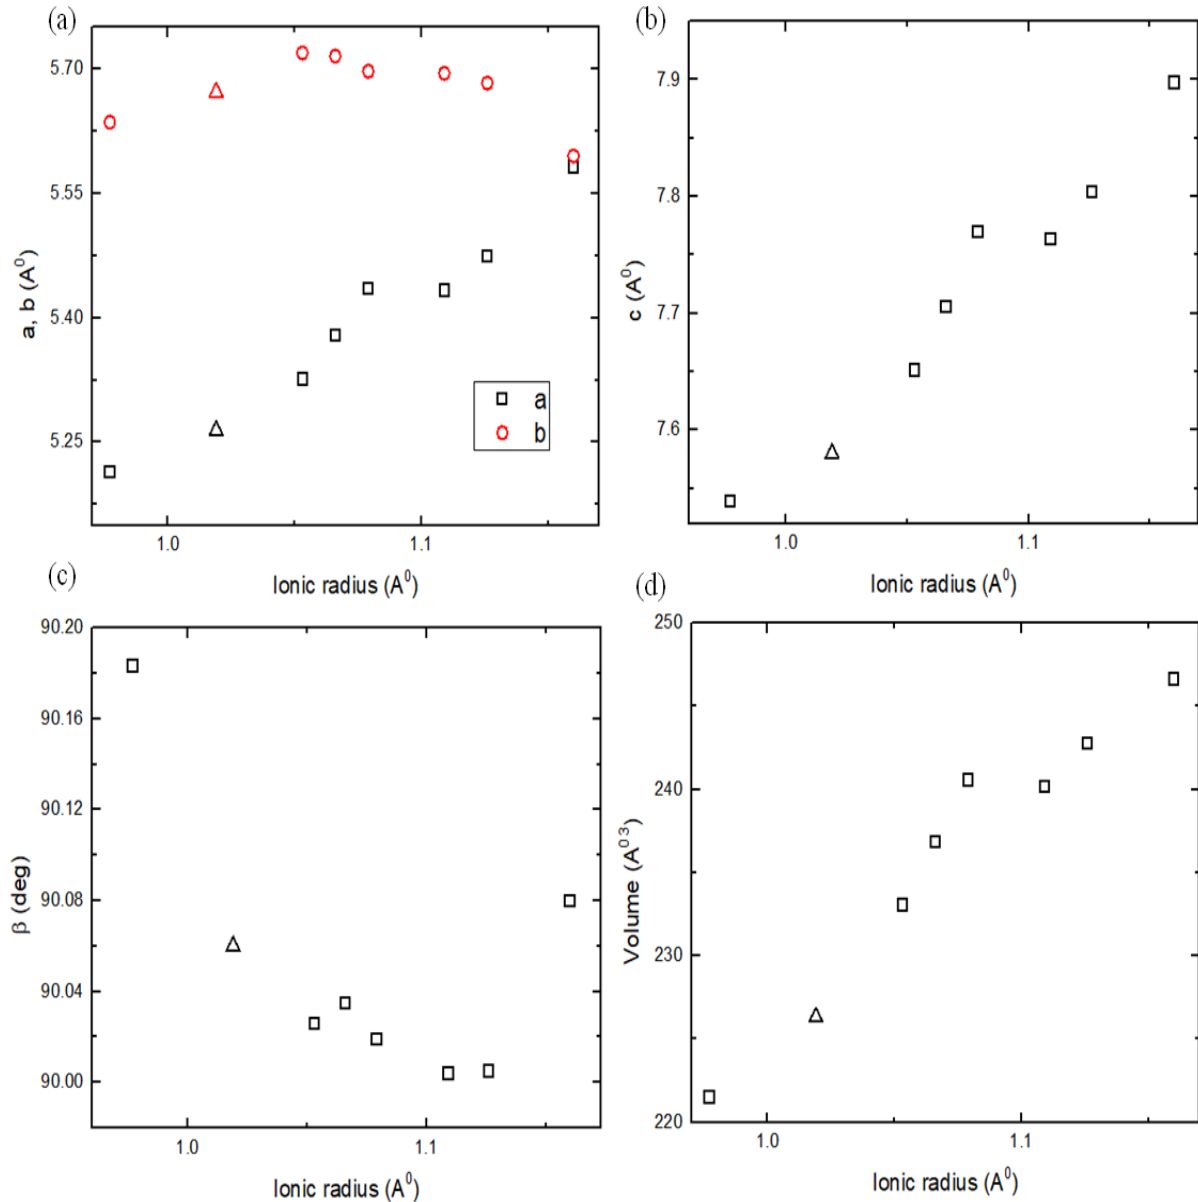 (a)
5.70
5.55
5.40
5.25
a, b (A⁰)
a
b
1.0
1.1
Ionic radius (A⁰)
(b)
7.9
7.8
7.7
7.6
c (A⁰)
1.0
1.1
Ionic radius (A⁰)
(c)
90.20
90.16
90.12
90.08
90.04
90.00
β (deg)
1.0
1.1
Ionic radius (A⁰)
(d)
250
240
230
220
Volume (A⁰³)
1.0
1.1
Ionic radius (A⁰)